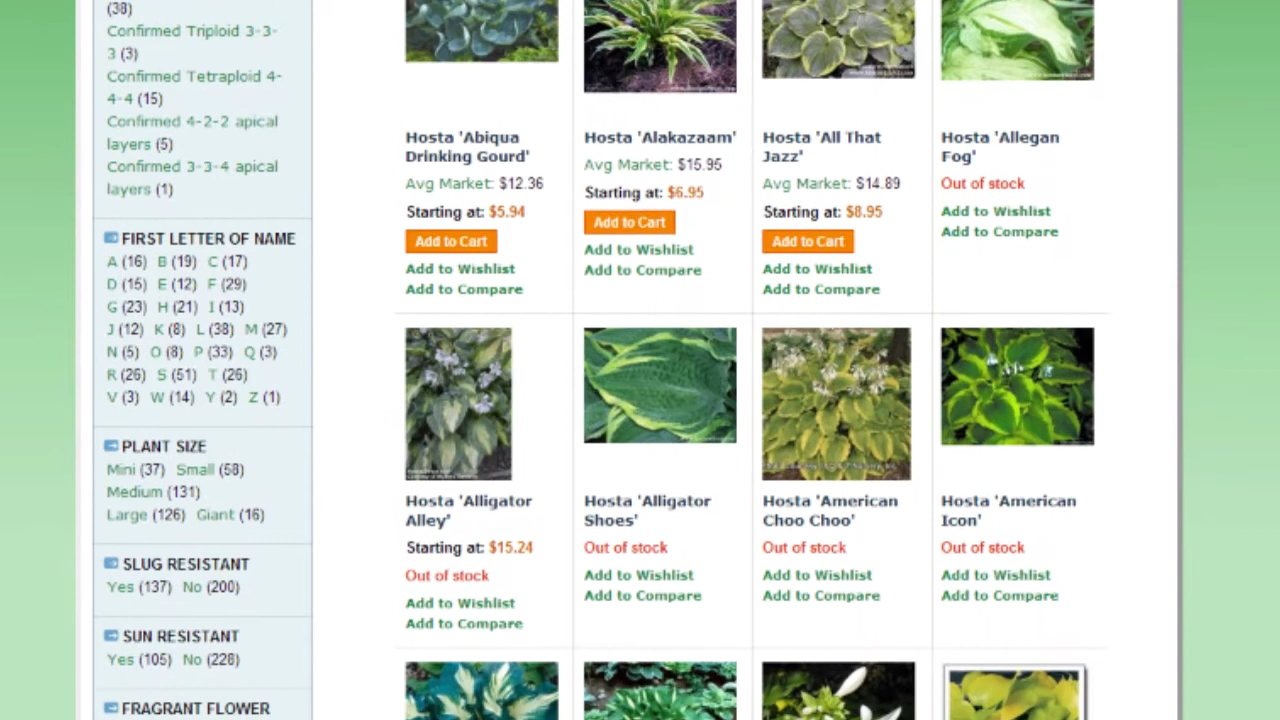 (38)
Confirmed Triploid 3-3-
3 (3)
Confirmed Tetraploid 4-
4-4 (15)
Confirmed 4-2-2 apical
layers (5)
Confirmed 3-3-4 apical
layers (1)
FIRST LETTER OF NAME
A (16) B (19) C (17)
D (15) E (12) F (29)
G (23) H (21) I (13)
J (12) K (8) L (38) M (27)
N (5) O (8) P (33) Q (3)
R (26) S (51) T (26)
V (3) W (14) Y (2) Z (1)
PLANT SIZE
Mini (37) Small (58)
Medium (131)
Large (126) Giant (16)
SLUG RESISTANT
Yes (137) No (200)
SUN RESISTANT
Yes (105) No (228)
FRAGRANT FLOWER
Hosta 'Abiqua
Drinking Gourd'
Avg Market: $12.36
Starting at: $5.94
Add to Cart
Add to Wishlist
Add to Compare
Hosta 'Alakazaam'
Avg Market: $15.95
Starting at: $6.95
Add to Cart
Add to Wishlist
Add to Compare
Hosta 'All That
Jazz'
Avg Market: $14.89
Starting at: $8.95
Add to Cart
Add to Wishlist
Add to Compare
Hosta 'Allegan
Fog'
Out of stock
Add to Wishlist
Add to Compare
Hosta 'Alligator
Alley'
Starting at: $15.24
Out of stock
Add to Wishlist
Add to Compare
Hosta 'Alligator
Shoes'
Out of stock
Add to Wishlist
Add to Compare
Hosta 'American
Choo Choo'
Out of stock
Add to Wishlist
Add to Compare
Hosta 'American
Icon'
Out of stock
Add to Wishlist
Add to Compare